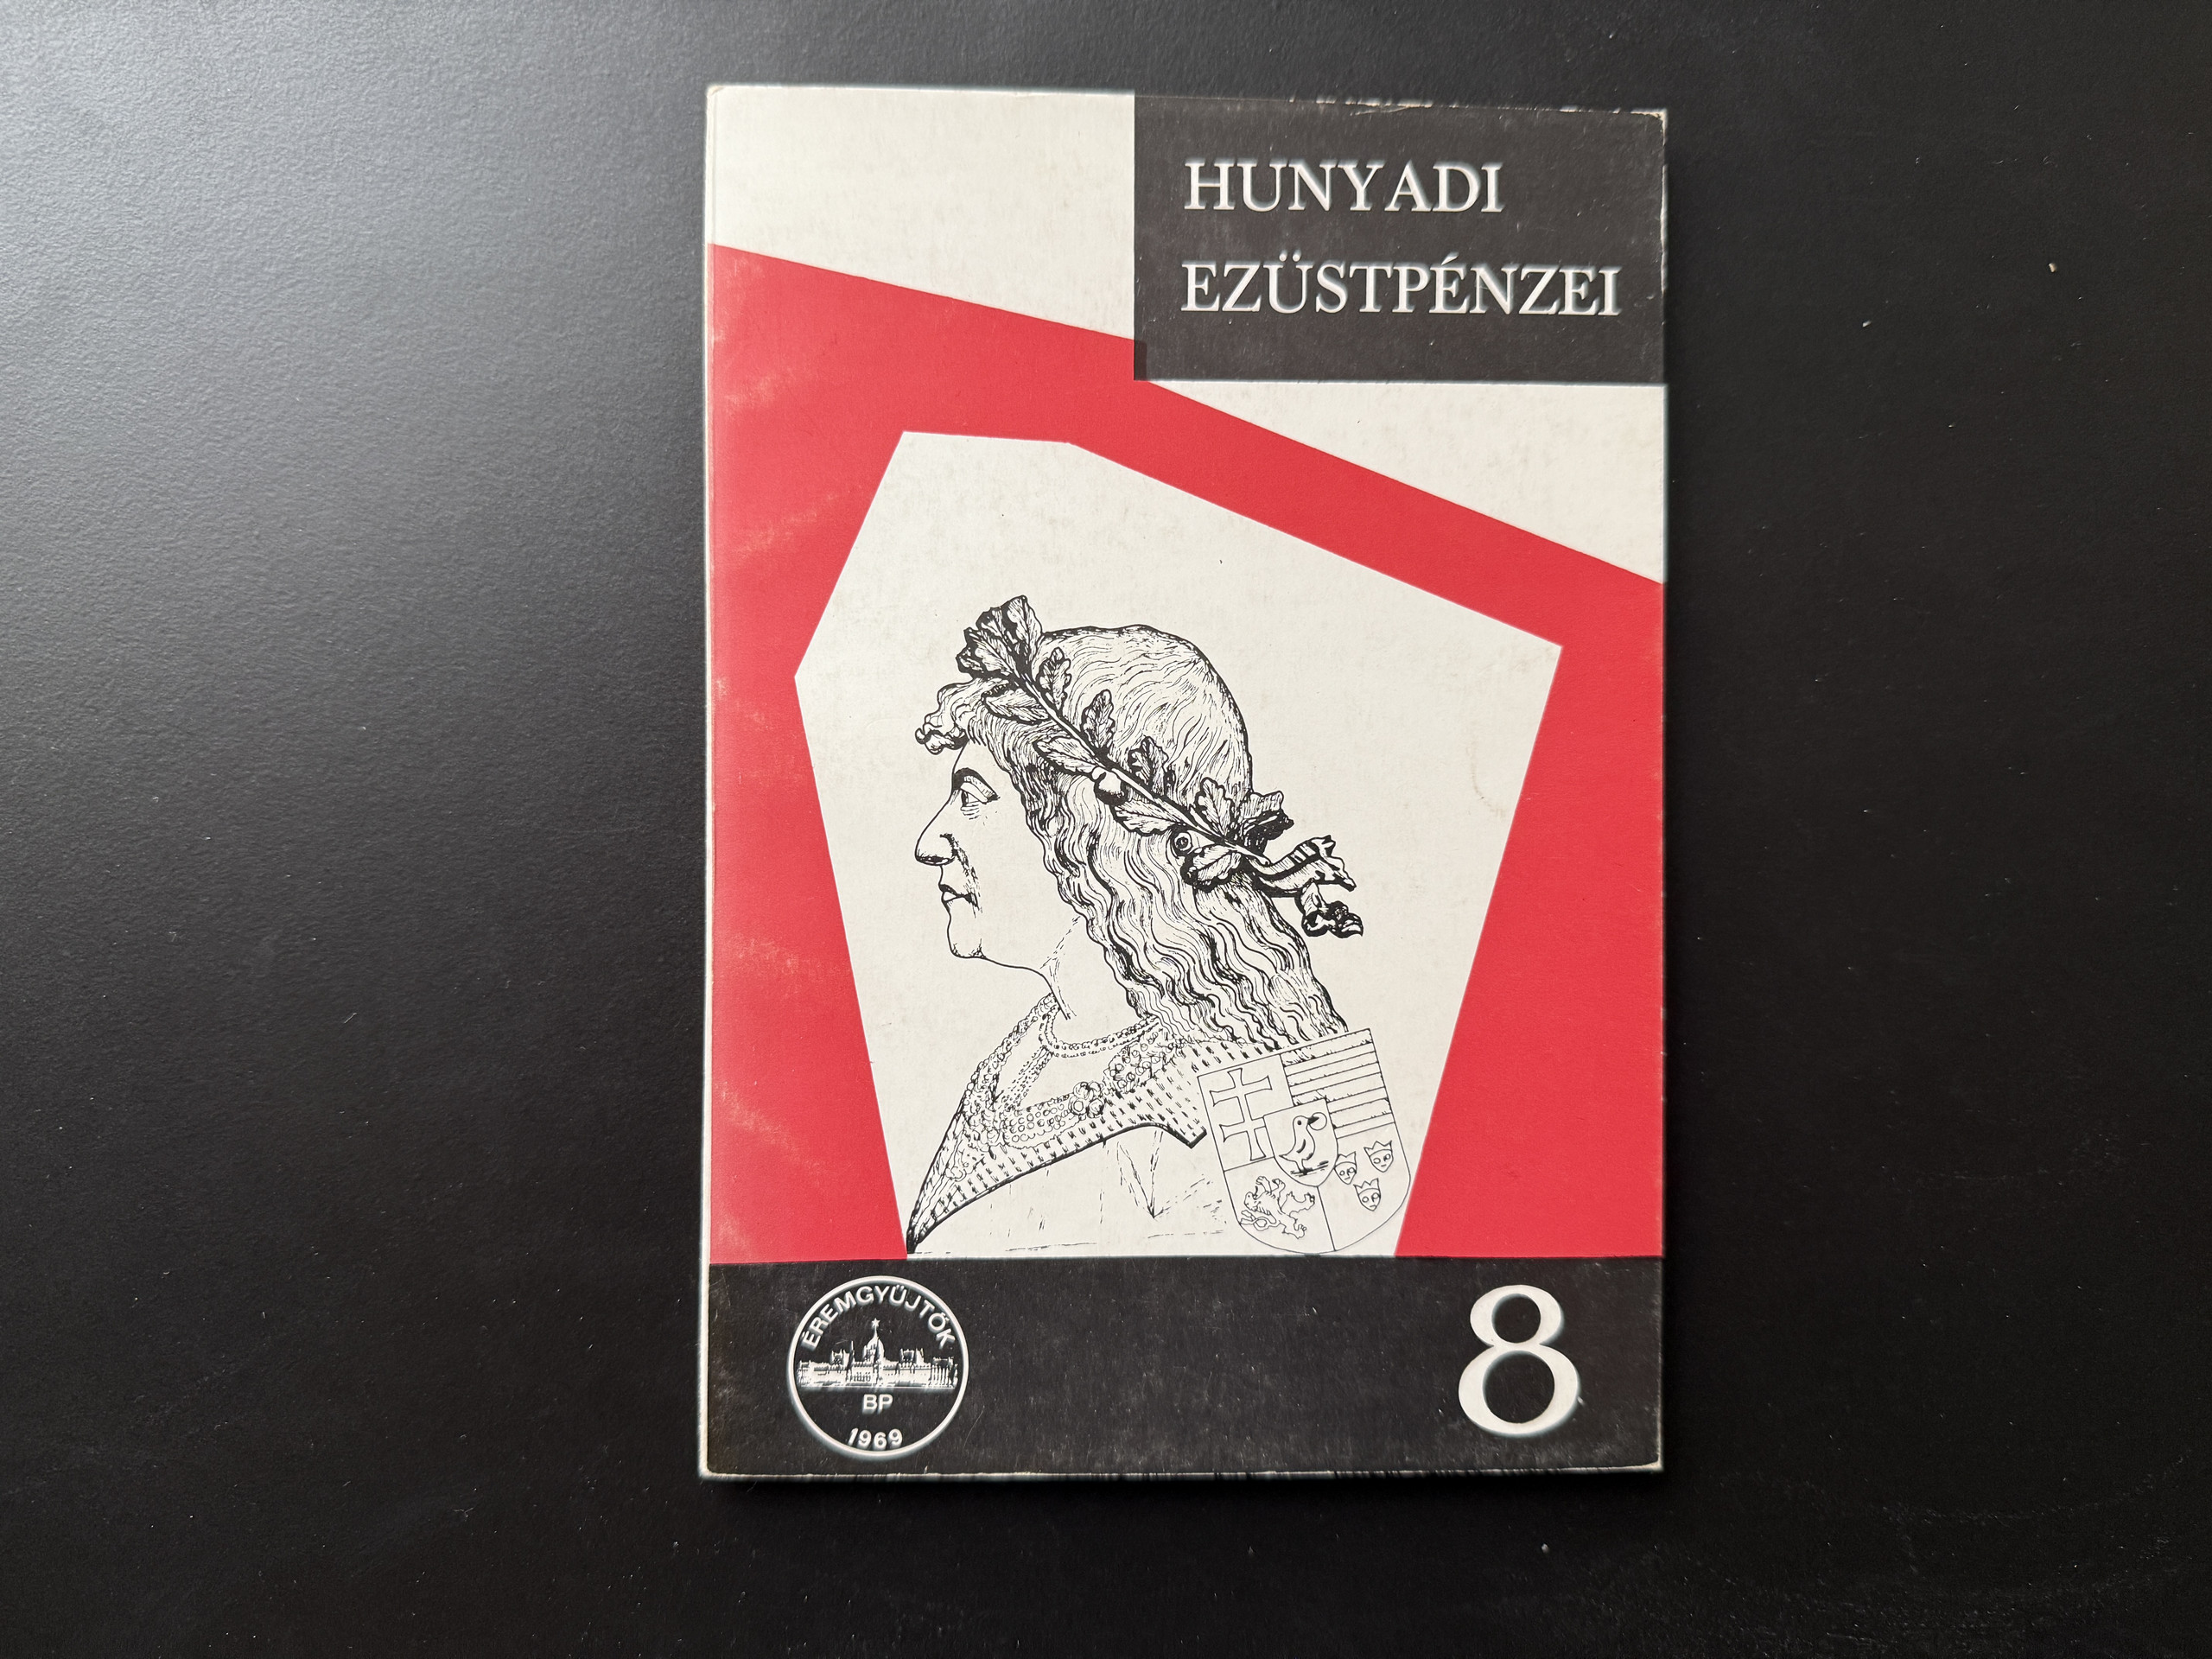 HUNYADI
EZÜSTPÉNZEI
ÉREMGYŰJTŐK
BP
1969
8